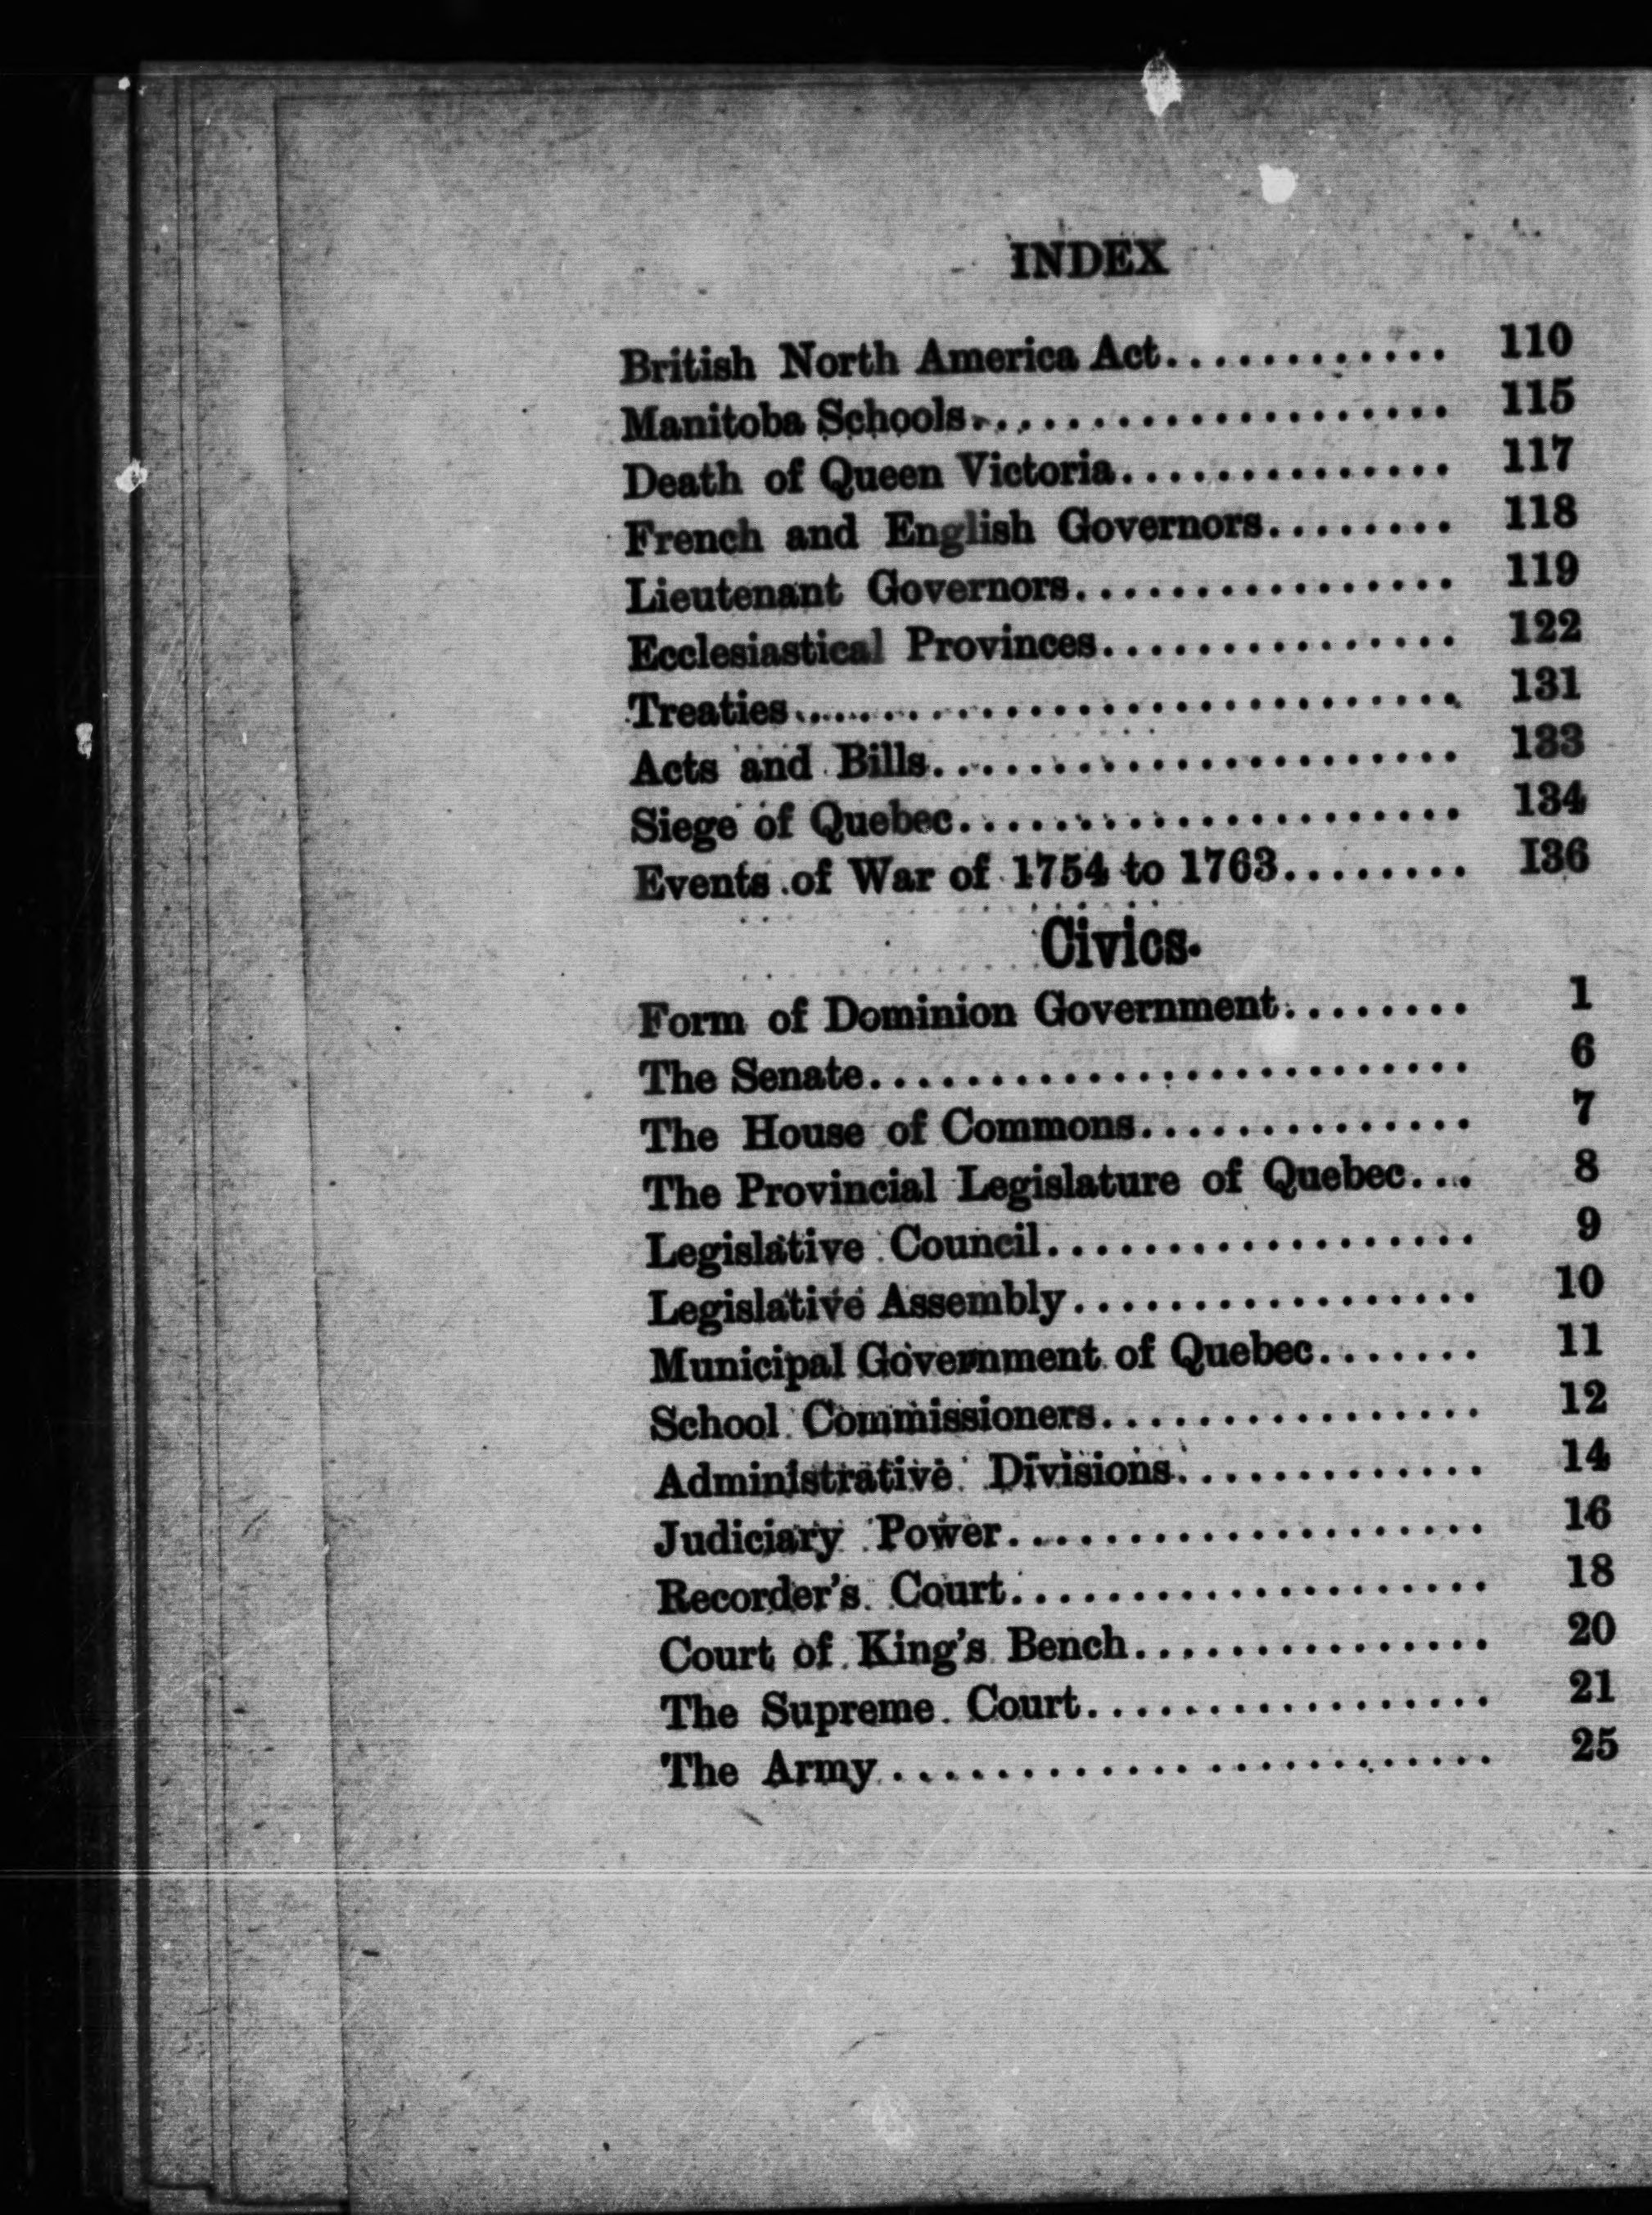 INDEX
British North America Act............ 110
Manitoba Schools.................... 115
Death of Queen Victoria.............. 117
French and English Governors........ 118
Lieutenant Governors................ 119
Ecclesiastical Provinces............... 122
Treaties............................ 131
Acts and Bills...................... 133
Siege of Quebec..................... 134
Events of War of 1754 to 1763........ I36
Civics.
Form of Dominion Government........ 1
The Senate......................... 6
The House of Commons.............. 7
The Provincial Legislature of Quebec... 8
Legislative Council.................. 9
Legislative Assembly................. 10
Municipal Government of Quebec....... 11
School Commissioners................ 12
Administrative Divisions............. 14
Judiciary Power.................... 16
Recorder's Court.................... 18
Court of King's Bench............... 20
The Supreme Court................. 21
The Army......................... 25